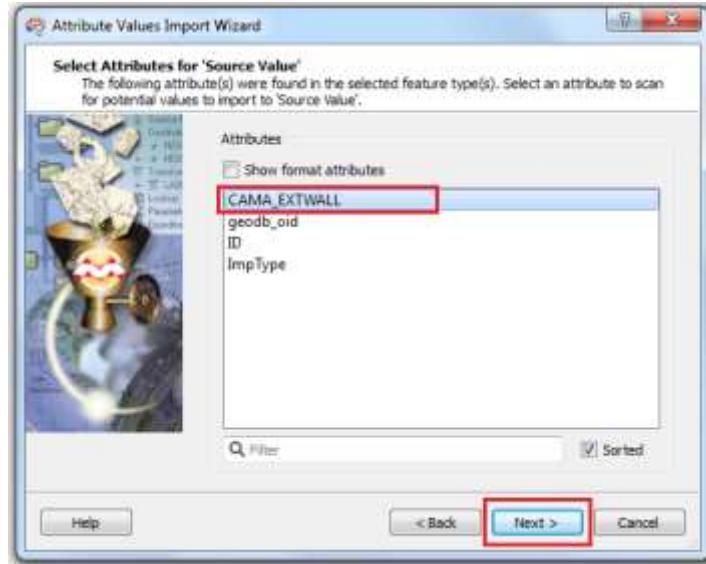 Attribute Values Import Wizard
Select Attributes for 'Source Value'
The following attribute(s) were found in the selected feature type(s). Select an attribute to scan
for potential values to import to 'Source Value'.
Attributes
Show format attributes
CAMA_EXTWALL
geodb_oid
ID
ImpType
Filter
Sorted
Help
< Back
Next >
Cancel